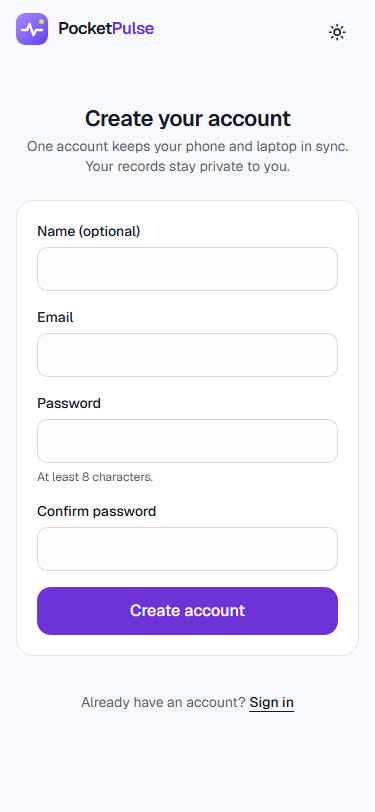 PocketPulse
Create your account
One account keeps your phone and laptop in sync.
Your records stay private to you.
Name (optional)
Email
Password
At least 8 characters.
Confirm password
Create account
Already have an account? Sign in